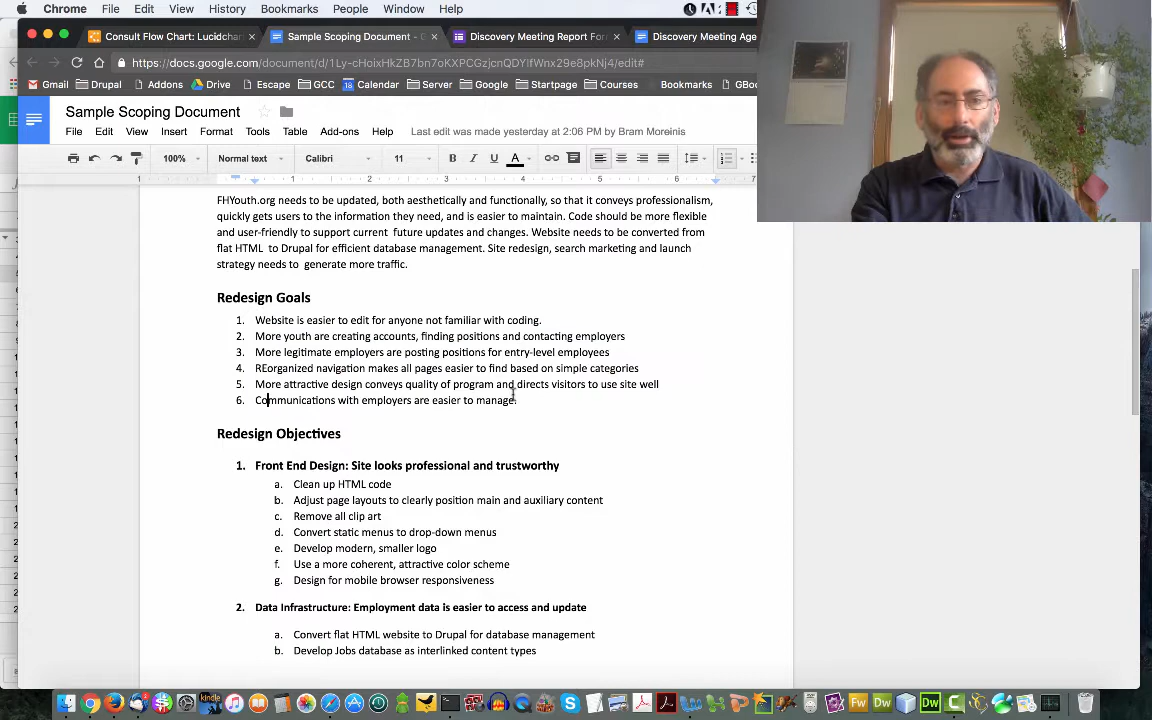 Chrome File Edit View History Bookmarks People Window Help
Consult Flow Chart: Lucidchart Sample Scoping Document - G Discovery Meeting Report For Discovery Meeting Age
https://docs.google.com/document/d/
Gmail Drupal Addons Drive Escape GCC Calendar Server Google Startpage Courses Bookmarks GBoo
Sample Scoping Document
File Edit View Insert Format Tools Table Add-ons Help Last edit was made yesterday at 2:06 PM by Bram Moreinis
100% Normal text Calibri 11 B I U A
1 2 3 4 5 6 7
FHYouth.org needs to be updated, both aesthetically and functionally, so that it conveys professionalism,
quickly gets users to the information they need, and is easier to maintain. Code should be more flexible
and user-friendly to support current future updates and changes. Website needs to be converted from
flat HTML to Drupal for efficient database management. Site redesign, search marketing and launch
strategy needs to generate more traffic.
Redesign Goals
1. Website is easier to edit for anyone not familiar with coding.
2. More youth are creating accounts, finding positions and contacting employers
3. More legitimate employers are posting positions for entry-level employees
4. REorganized navigation makes all pages easier to find based on simple categories
5. More attractive design conveys quality of program and directs visitors to use site well
6. Communications with employers are easier to manage.
Redesign Objectives
1. Front End Design: Site looks professional and trustworthy
a. Clean up HTML code
b. Adjust page layouts to clearly position main and auxiliary content
c. Remove all clip art
d. Convert static menus to drop-down menus
e. Develop modern, smaller logo
f. Use a more coherent, attractive color scheme
g. Design for mobile browser responsiveness
2. Data Infrastructure: Employment data is easier to access and update
a. Convert flat HTML website to Drupal for database management
b. Develop Jobs database as interlinked content types